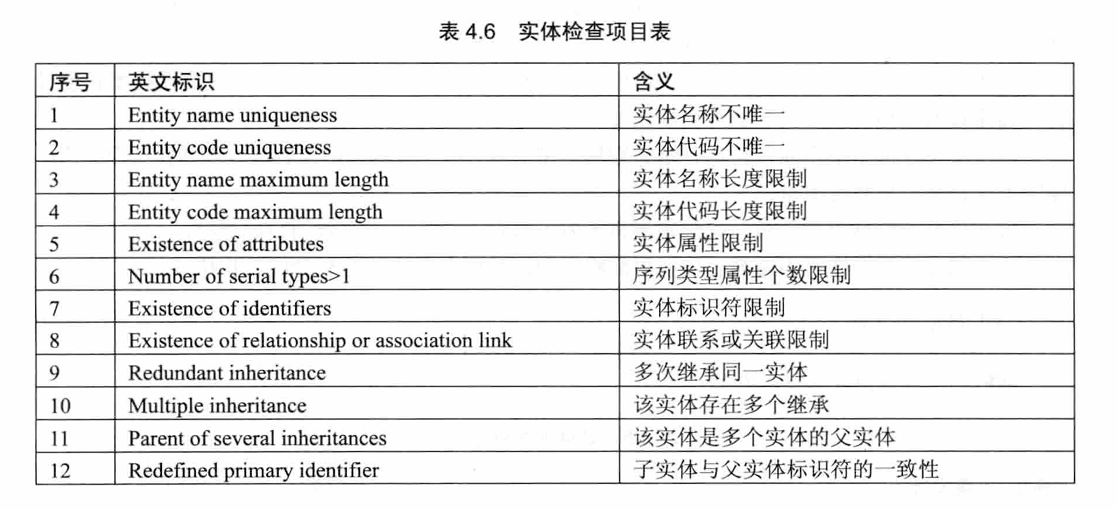 表 4.6 实体检查项目表
序号 英文标识 含义
1 Entity name uniqueness 实体名称不唯一
2 Entity code uniqueness 实体代码不唯一
3 Entity name maximum length 实体名称长度限制
4 Entity code maximum length 实体代码长度限制
5 Existence of attributes 实体属性限制
6 Number of serial types>1 序列类型属性个数限制
7 Existence of identifiers 实体标识符限制
8 Existence of relationship or association link 实体联系或关联限制
9 Redundant inheritance 多次继承同一实体
10 Multiple inheritance 该实体存在多个继承
11 Parent of several inheritances 该实体是多个实体的父实体
12 Redefined primary identifier 子实体与父实体标识符的一致性